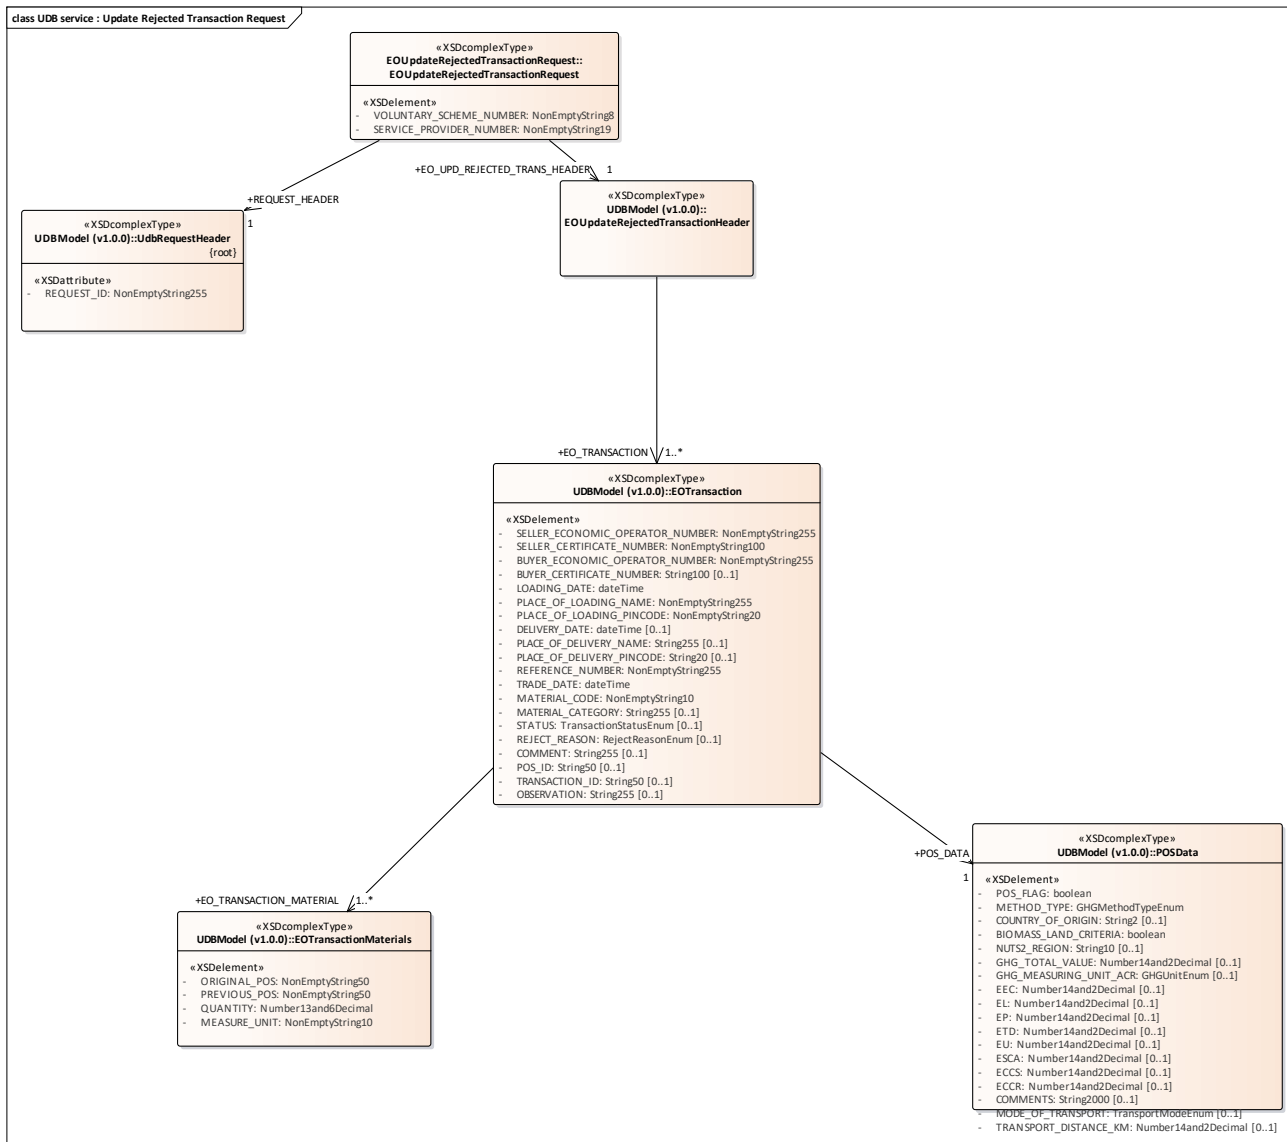 class UDB service : Update Rejected Transaction Request
«XSDcomplexType»
EOUpdateRejectedTransactionRequest::
EOUpdateRejectedTransactionRequest
«XSDelement»
- VOLUNTARY_SCHEME_NUMBER: NonEmptyString8
- SERVICE_PROVIDER_NUMBER: NonEmptyString19
+EO_UPD_REJECTED_TRANS_HEADER 1
+REQUEST_HEADER
1
«XSDcomplexType»
UDBModel (v1.0.0)::
EOUpdateRejectedTransactionHeader
«XSDcomplexType»
UDBModel (v1.0.0)::UdbRequestHeader
{root}
«XSDattribute»
- REQUEST_ID: NonEmptyString255
+EO_TRANSACTION 1..*
«XSDcomplexType»
UDBModel (v1.0.0)::EOTransaction
«XSDelement»
- SELLER_ECONOMIC_OPERATOR_NUMBER: NonEmptyString255
- SELLER_CERTIFICATE_NUMBER: NonEmptyString100
- BUYER_ECONOMIC_OPERATOR_NUMBER: NonEmptyString255
- BUYER_CERTIFICATE_NUMBER: String100 [0..1]
- LOADING_DATE: dateTime
- PLACE_OF_LOADING_NAME: NonEmptyString255
- PLACE_OF_LOADING_PINCODE: NonEmptyString20
- DELIVERY_DATE: dateTime [0..1]
- PLACE_OF_DELIVERY_NAME: String255 [0..1]
- PLACE_OF_DELIVERY_PINCODE: String20 [0..1]
- REFERENCE_NUMBER: NonEmptyString255
- TRADE_DATE: dateTime
- MATERIAL_CODE: NonEmptyString10
- MATERIAL_CATEGORY: String255 [0..1]
- STATUS: TransactionStatusEnum [0..1]
- REJECT_REASON: RejectReasonEnum [0..1]
- COMMENT: String255 [0..1]
- POS_ID: String50 [0..1]
- TRANSACTION_ID: String50 [0..1]
- OBSERVATION: String255 [0..1]
+POS_DATA
1
+EO_TRANSACTION_MATERIAL 1..*
«XSDcomplexType»
UDBModel (v1.0.0)::EOTransactionMaterials
«XSDelement»
- ORIGINAL_POS: NonEmptyString50
- PREVIOUS_POS: NonEmptyString50
- QUANTITY: Number13and6Decimal
- MEASURE_UNIT: NonEmptyString10
«XSDcomplexType»
UDBModel (v1.0.0)::POSData
«XSDelement»
- POS_FLAG: boolean
- METHOD_TYPE: GHGMethodTypeEnum
- COUNTRY_OF_ORIGIN: String2 [0..1]
- BIOMASS_LAND_CRITERIA: boolean
- NUTS2_REGION: String10 [0..1]
- GHG_TOTAL_VALUE: Number14and2Decimal [0..1]
- GHG_MEASURING_UNIT_ACR: GHGUnitEnum [0..1]
- EEC: Number14and2Decimal [0..1]
- EL: Number14and2Decimal [0..1]
- EP: Number14and2Decimal [0..1]
- ETD: Number14and2Decimal [0..1]
- EU: Number14and2Decimal [0..1]
- ESCA: Number14and2Decimal [0..1]
- ECCS: Number14and2Decimal [0..1]
- ECCR: Number14and2Decimal [0..1]
- COMMENTS: String2000 [0..1]
- MODE_OF_TRANSPORT: TransportModeEnum [0..1]
- TRANSPORT_DISTANCE_KM: Number14and2Decimal [0..1]